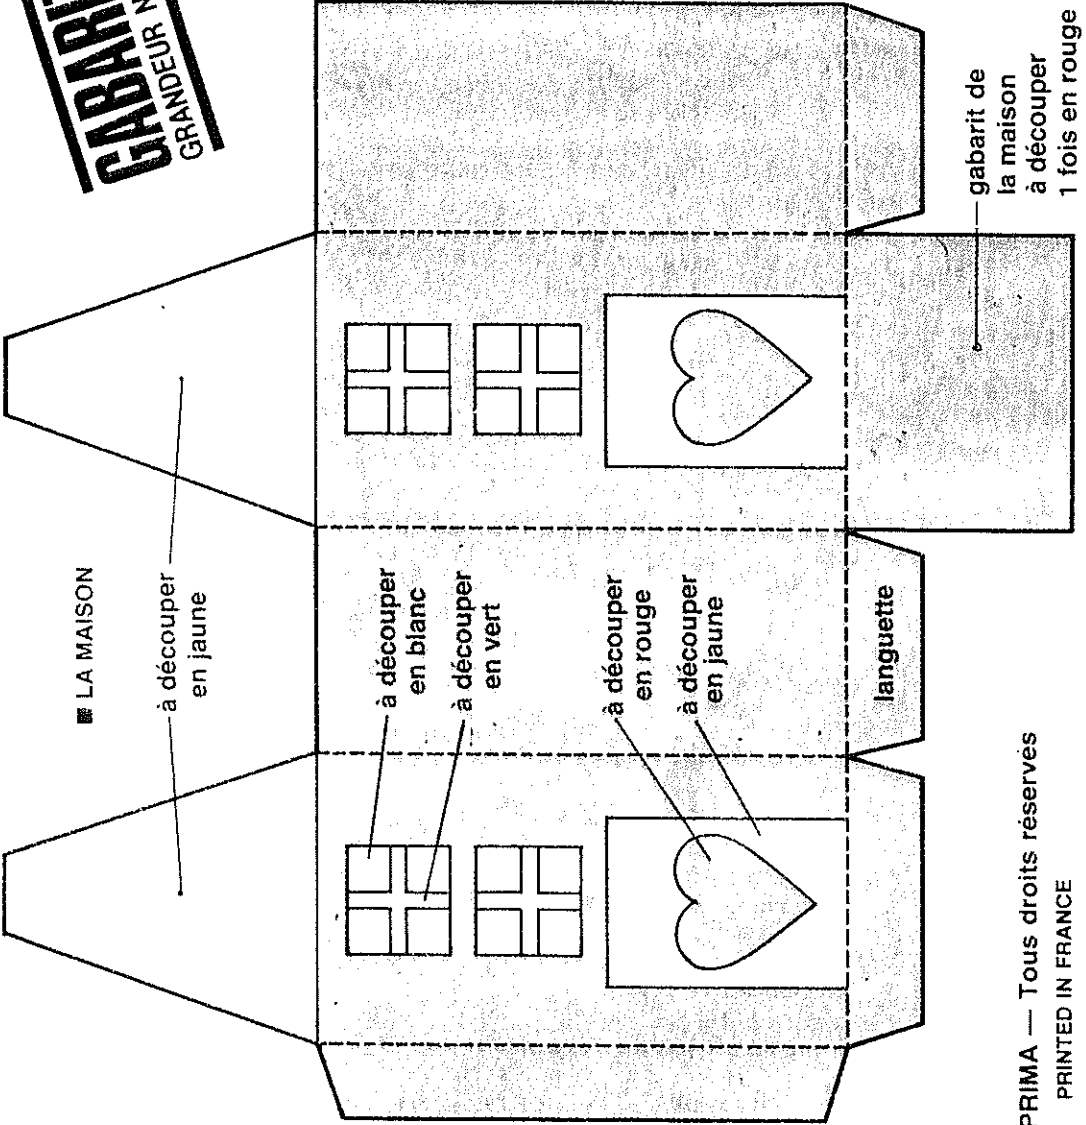 GABARI
GRANDEUR N
■ LA MAISON
à découper
en jaune
à découper
en blanc
à découper
en vert
à découper
en rouge
à découper
en jaune
languette
gabarit de
la maison
à découper
1 fois en rouge
PRIMA — Tous droits réservés
PRINTED IN FRANCE